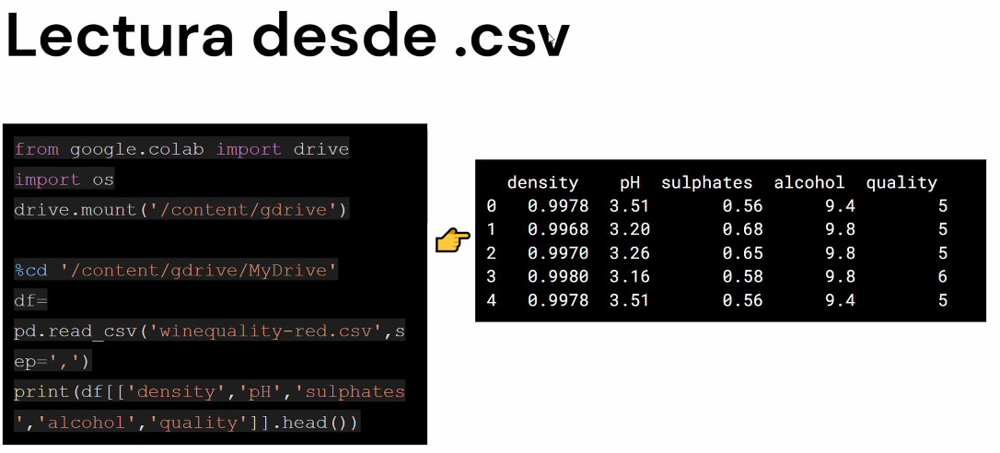 Lectura desde .csv
from google.colab import drive
import os
drive.mount('/content/gdrive')
%cd '/content/gdrive/MyDrive'
df=
pd.read_csv('winequality-red.csv',s
ep=',')
print(df[['density','pH','sulphates
','alcohol','quality']].head())
density pH sulphates alcohol quality
0 0.9978 3.51 0.56 9.4 5
1 0.9968 3.20 0.68 9.8 5
2 0.9970 3.26 0.65 9.8 5
3 0.9980 3.16 0.58 9.8 6
4 0.9978 3.51 0.56 9.4 5